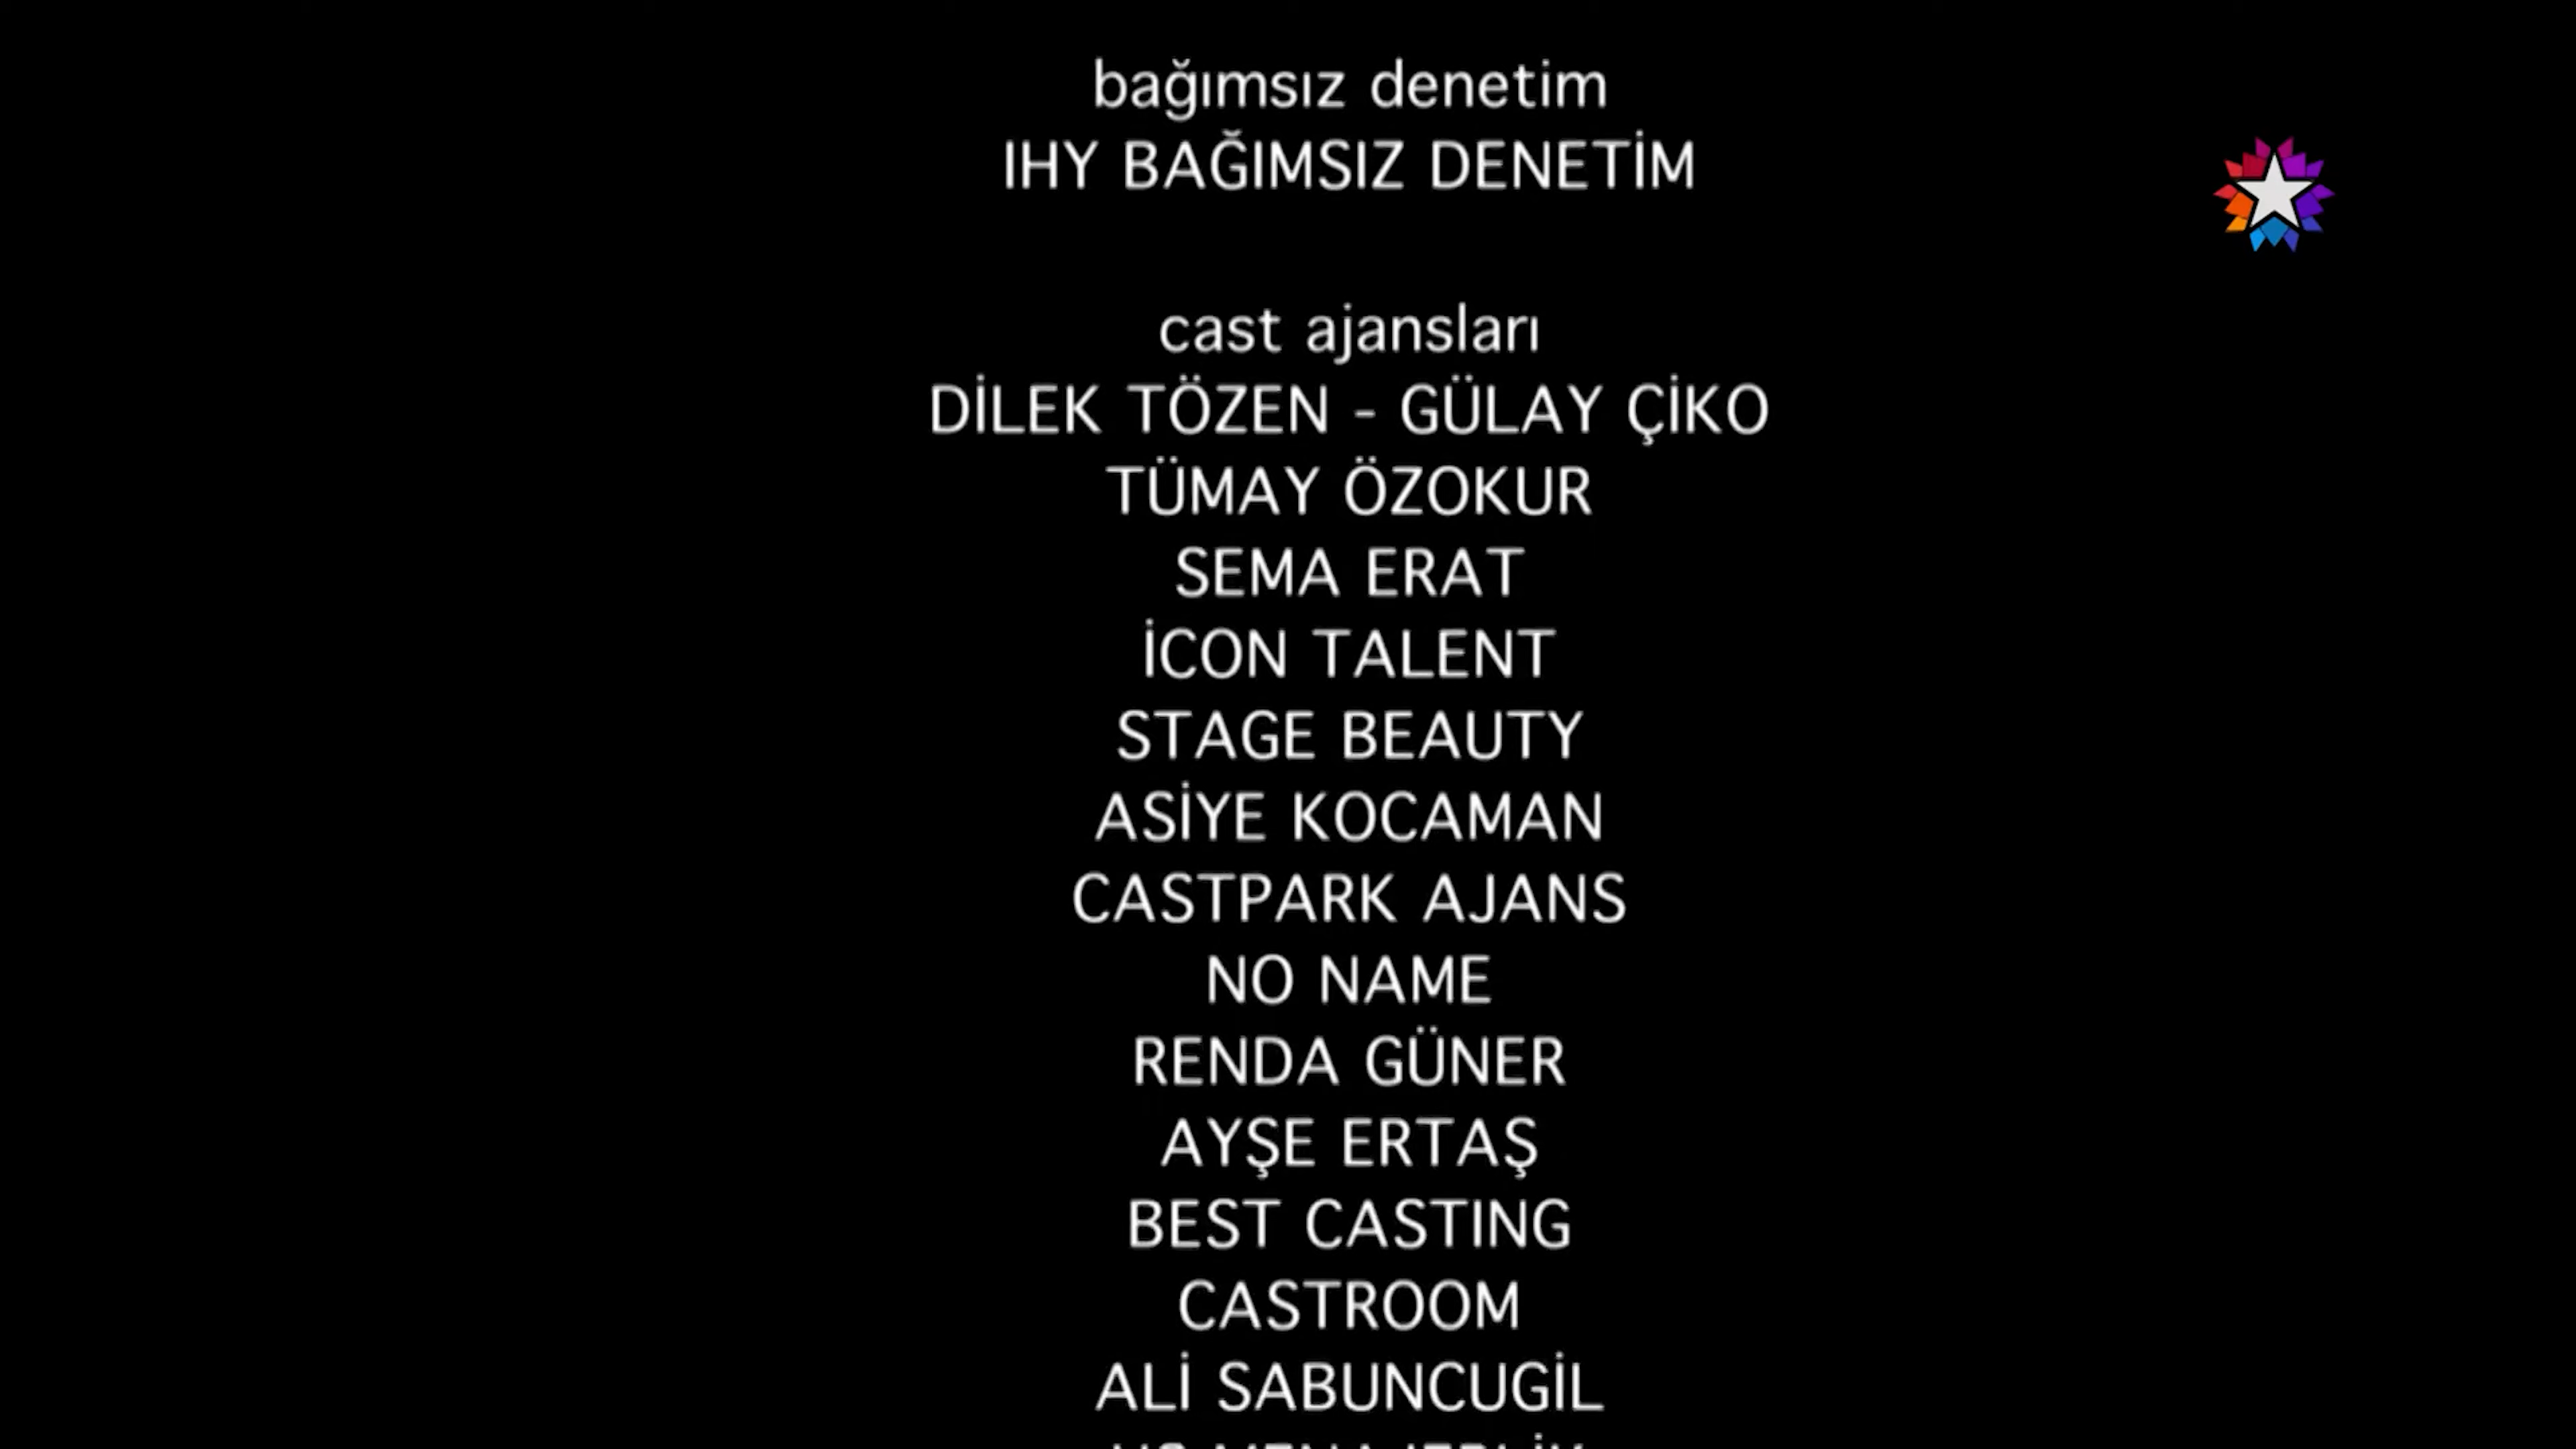 bağımsız denetim
IHY BAĞIMSIZ DENETİM
cast ajansları
DİLEK TÖZEN - GÜLAY ÇİKO
TÜMAY ÖZOKUR
SEMA ERAT
İCON TALENT
STAGE BEAUTY
ASİYE KOCAMAN
CASTPARK AJANS
NO NAME
RENDA GÜNER
AYŞE ERTAŞ
BEST CASTING
CASTROOM
ALİ SABUNCUGİL